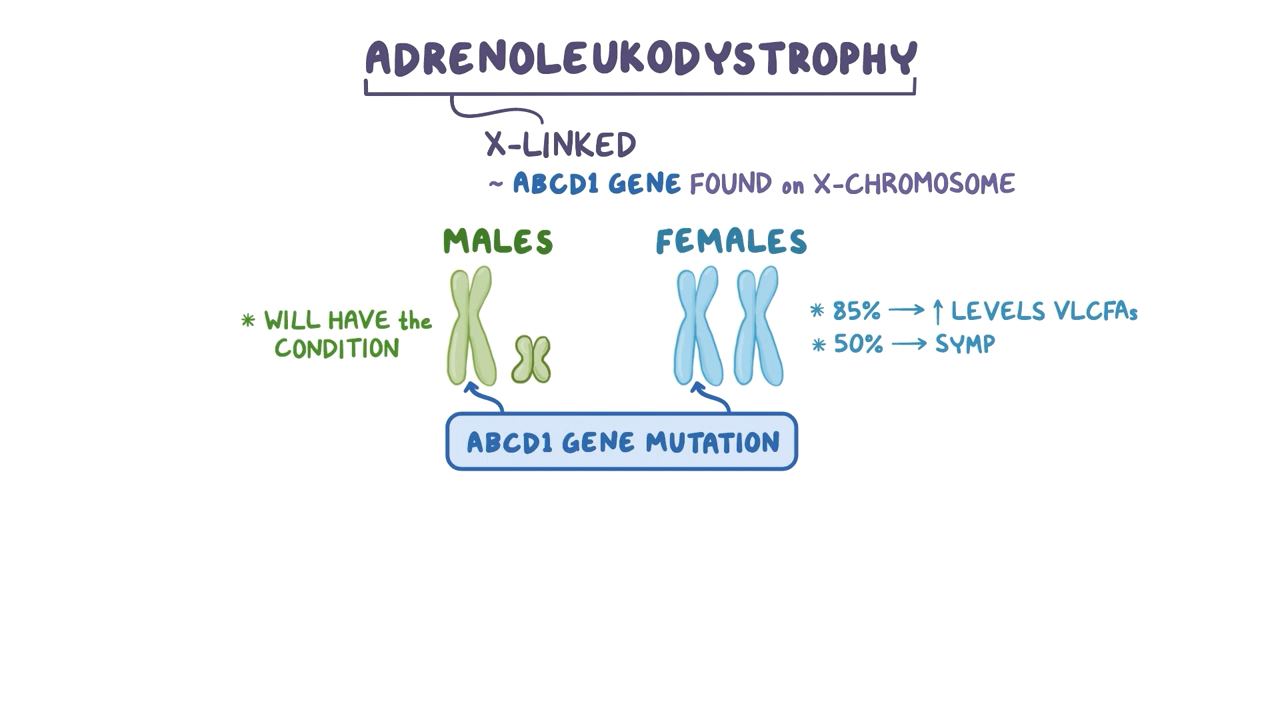 ADRENOLEUKODYSTROPHY
X-LINKED
~ ABCD1 GENE FOUND on X-CHROMOSOME
MALES
FEMALES
* WILL HAVE the
CONDITION
* 85% → ↑ LEVELS VLCFAs
* 50% → SYMP
ABCD1 GENE MUTATION